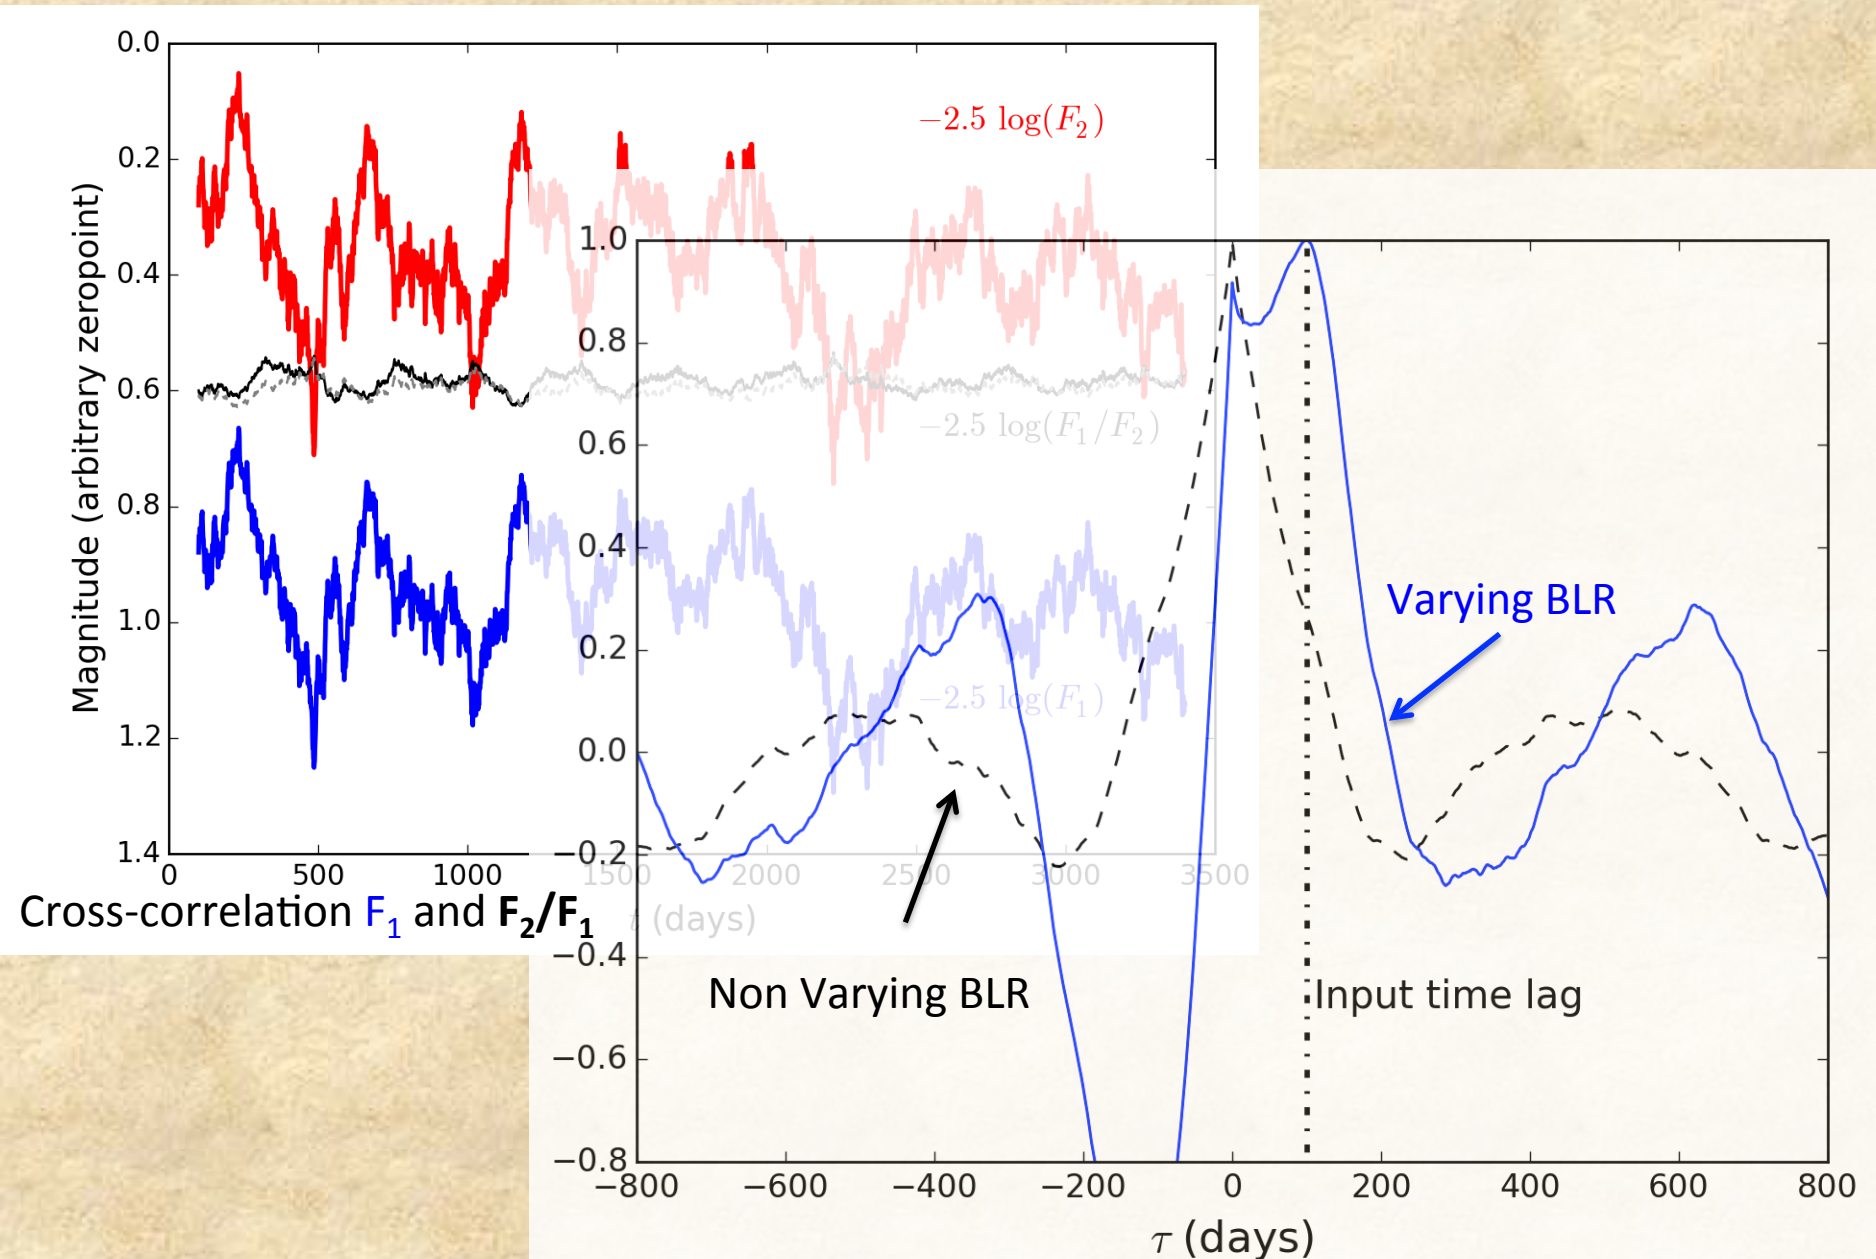 0.0
0.2
0.4
0.6
0.8
1.0
1.2
1.4
Magnitude (arbitrary zeropoint)
0 500 1000 1500 2000 2500 3000 3500
t (days)
−2.5 log(F₂)
−2.5 log(F₁/F₂)
−2.5 log(F₁)
Cross-correlation F₁ and F₂/F₁
1.0
0.8
0.6
0.4
0.2
0.0
−0.2
−0.4
−0.6
−0.8
Varying BLR
Non Varying BLR
Input time lag
−800 −600 −400 −200 0 200 400 600 800
τ (days)